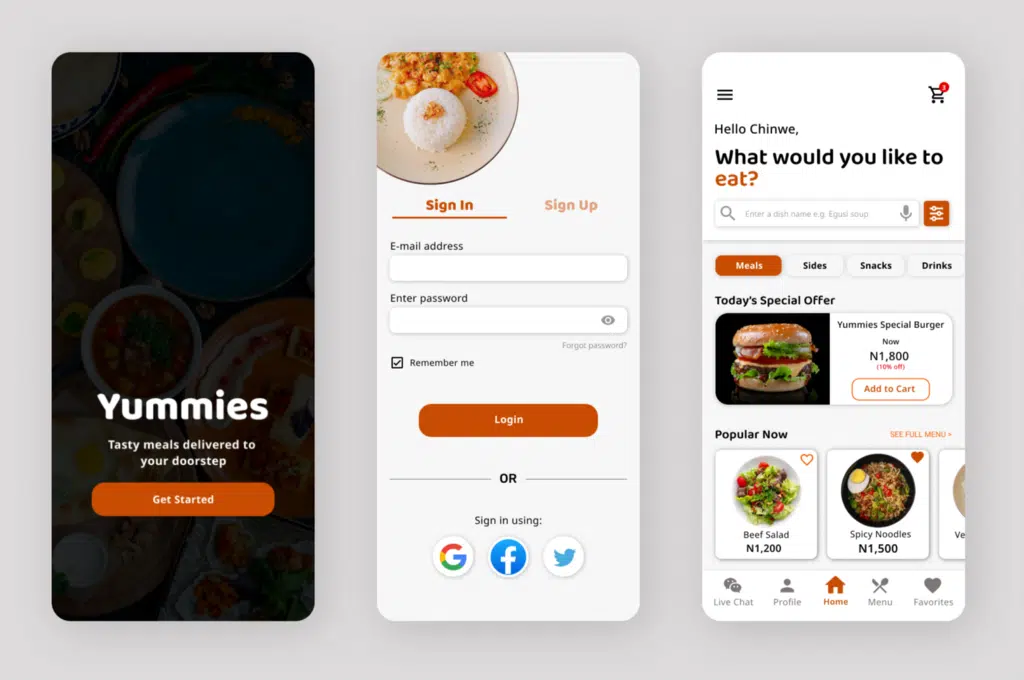 Yummies
Tasty meals delivered to
your doorstep
Get Started
Sign In
Sign Up
E-mail address
Enter password
Forgot password?
Remember me
Login
OR
Sign in using:
Hello Chinwe,
What would you like to
eat?
Enter a dish name e.g. Egusi soup
Meals
Sides
Snacks
Drinks
Today's Special Offer
Yummies Special Burger
Now
N1,800
(10% off)
Add to Cart
Popular Now
SEE FULL MENU >
Beef Salad
N1,200
Spicy Noodles
N1,500
Ve
Live Chat
Profile
Home
Menu
Favorites